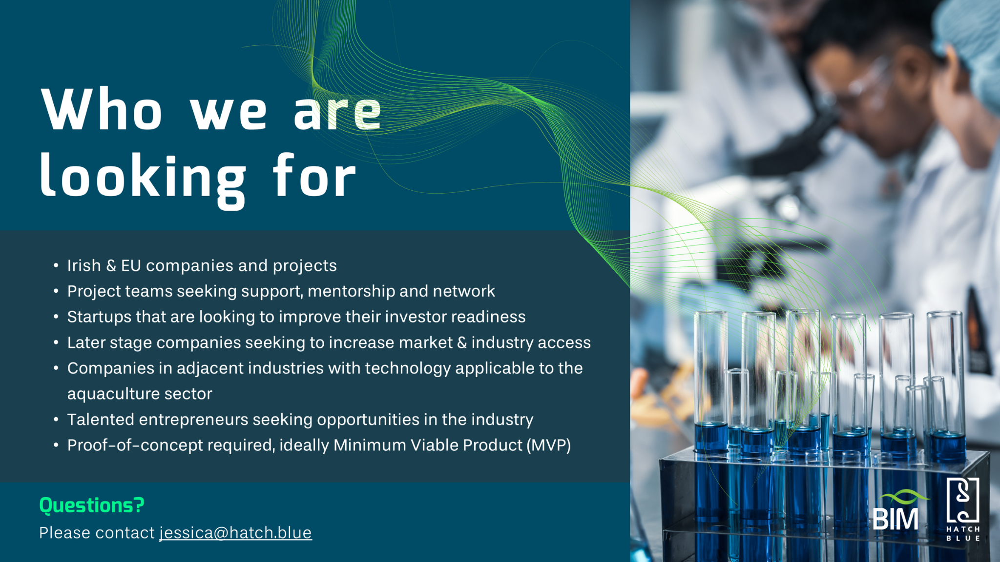 Who we are
looking for
• Irish & EU companies and projects
• Project teams seeking support, mentorship and network
• Startups that are looking to improve their investor readiness
• Later stage companies seeking to increase market & industry access
• Companies in adjacent industries with technology applicable to the
aquaculture sector
• Talented entrepreneurs seeking opportunities in the industry
• Proof-of-concept required, ideally Minimum Viable Product (MVP)
Questions?
Please contact jessica@hatch.blue
BIM
HATCH
BLUE